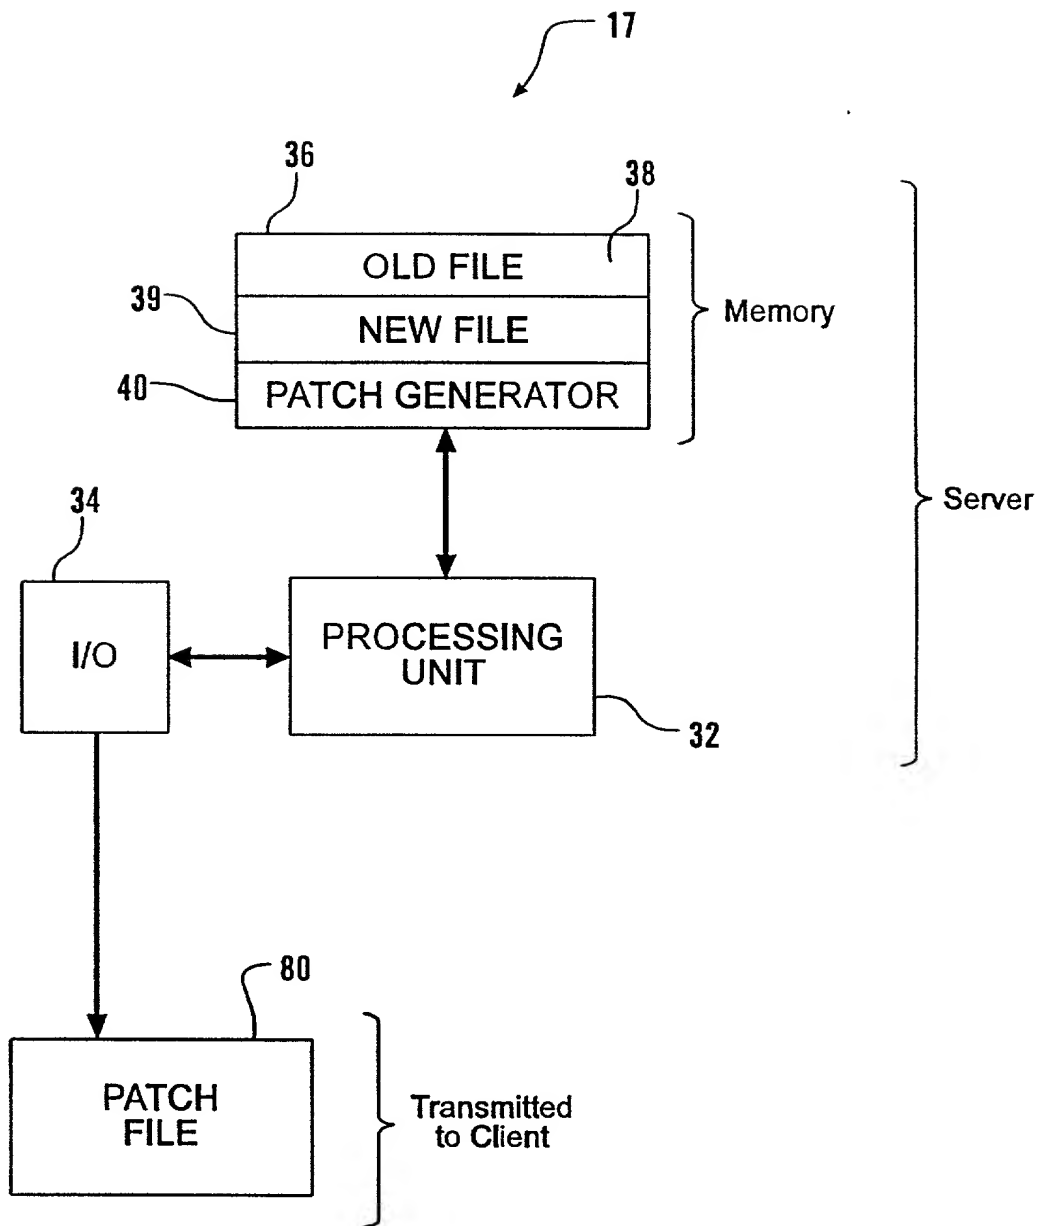 17
36
38
OLD FILE
39
NEW FILE
Memory
40
PATCH GENERATOR
34
Server
I/O
PROCESSING
UNIT
32
80
PATCH
FILE
Transmitted
to Client